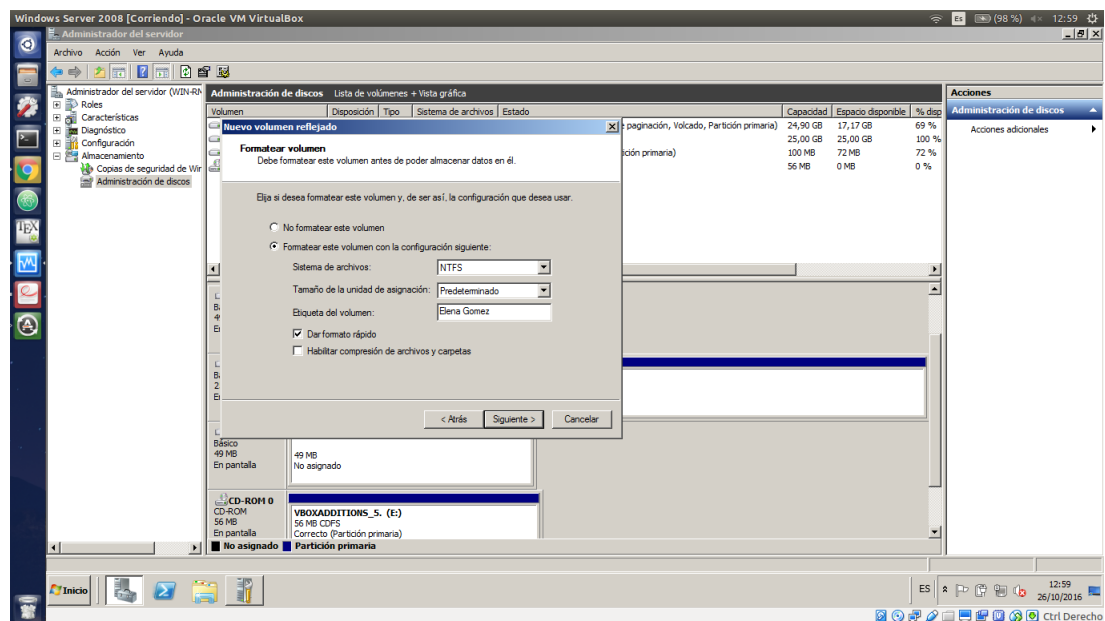 Windows Server 2008 [Corriendo] - Oracle VM VirtualBox
Es (98 %) 12:59
Administrador del servidor
Archivo Acción Ver Ayuda
Administrador del servidor (WIN-RN
Roles
Características
Diagnóstico
Configuración
Almacenamiento
Copias de seguridad de Wir
Administración de discos
Administración de discos Lista de volúmenes + Vista gráfica
Volumen Disposición Tipo Sistema de archivos Estado Capacidad Espacio disponible % disp
paginación, Volcado, Partición primaria) 24,90 GB 17,17 GB 69 %
25,00 GB 25,00 GB 100 %
ición primaria) 100 MB 72 MB 72 %
56 MB 0 MB 0 %
Nuevo volumen reflejado
Formatear volumen
Debe formatear este volumen antes de poder almacenar datos en él.
Elija si desea formatear este volumen y, de ser así, la configuración que desea usar.
No formatear este volumen
Formatear este volumen con la configuración siguiente:
Sistema de archivos: NTFS
Tamaño de la unidad de asignación: Predeterminado
Etiqueta del volumen: Elena Gomez
Dar formato rápido
Habilitar compresión de archivos y carpetas
< Atrás Siguiente > Cancelar
Básico
49 MB
En pantalla
49 MB
No asignado
CD-ROM 0
CD-ROM
56 MB
En pantalla
VBOXADDITIONS_5. (E:)
56 MB CDFS
Correcto (Partición primaria)
No asignado Partición primaria
Acciones
Administración de discos
Acciones adicionales
TEX
Inicio
ES
12:59
26/10/2016
Ctrl Derecho